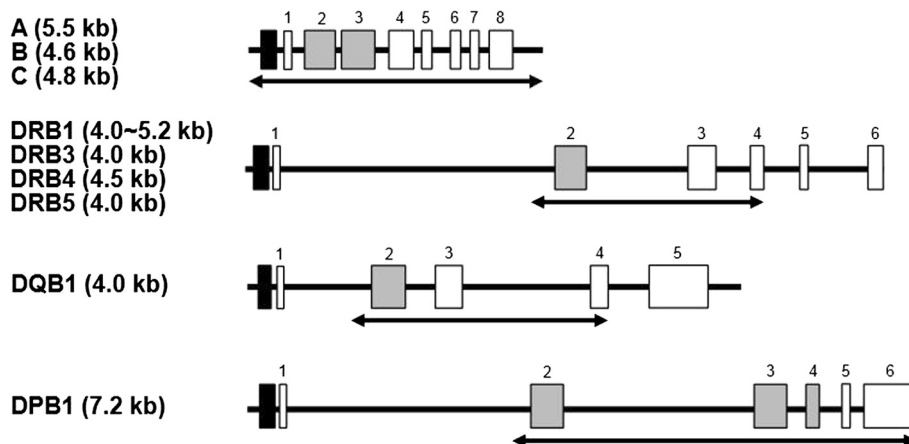 A (5.5 kb)
B (4.6 kb)
C (4.8 kb)
1 2 3 4 5 6 7 8
DRB1 (4.0~5.2 kb)
DRB3 (4.0 kb)
DRB4 (4.5 kb)
DRB5 (4.0 kb)
1 2 3 4 5 6
DQB1 (4.0 kb)
1 2 3 4 5
DPB1 (7.2 kb)
1 2 3 4 5 6